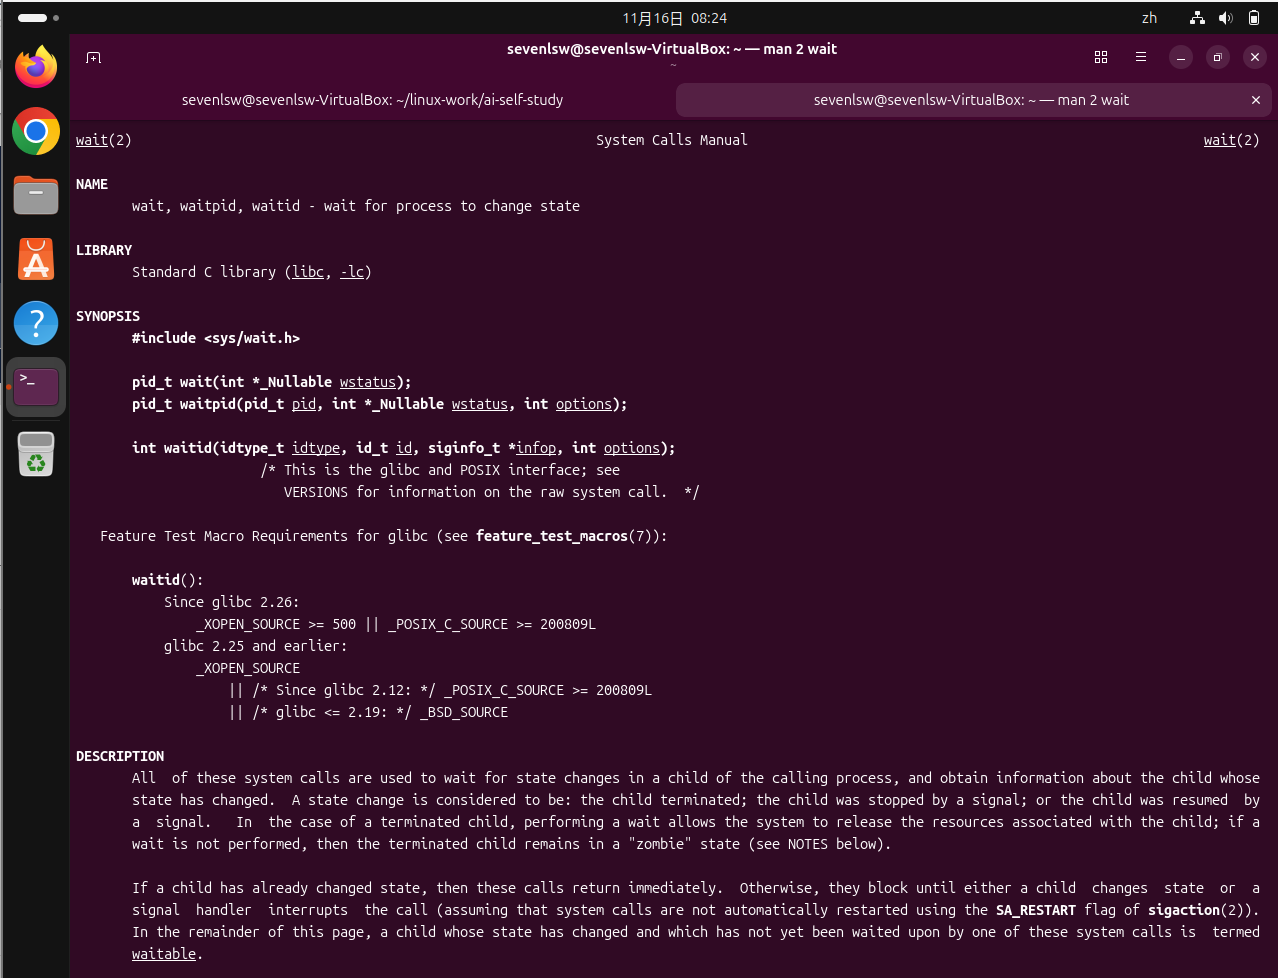 11月16日 08:24
zh
sevenlsw@sevenlsw-VirtualBox: ~ — man 2 wait
~
sevenlsw@sevenlsw-VirtualBox: ~/linux-work/ai-self-study
sevenlsw@sevenlsw-VirtualBox: ~ — man 2 wait
wait(2) System Calls Manual wait(2)
NAME
wait, waitpid, waitid - wait for process to change state
LIBRARY
Standard C library (libc, -lc)
SYNOPSIS
#include <sys/wait.h>
pid_t wait(int *_Nullable wstatus);
pid_t waitpid(pid_t pid, int *_Nullable wstatus, int options);
int waitid(idtype_t idtype, id_t id, siginfo_t *infop, int options);
/* This is the glibc and POSIX interface; see
VERSIONS for information on the raw system call. */
Feature Test Macro Requirements for glibc (see feature_test_macros(7)):
waitid():
Since glibc 2.26:
_XOPEN_SOURCE >= 500 || _POSIX_C_SOURCE >= 200809L
glibc 2.25 and earlier:
_XOPEN_SOURCE
|| /* Since glibc 2.12: */ _POSIX_C_SOURCE >= 200809L
|| /* glibc <= 2.19: */ _BSD_SOURCE
DESCRIPTION
All of these system calls are used to wait for state changes in a child of the calling process, and obtain information about the child whose
state has changed. A state change is considered to be: the child terminated; the child was stopped by a signal; or the child was resumed by
a signal. In the case of a terminated child, performing a wait allows the system to release the resources associated with the child; if a
wait is not performed, then the terminated child remains in a "zombie" state (see NOTES below).
If a child has already changed state, then these calls return immediately. Otherwise, they block until either a child changes state or a
signal handler interrupts the call (assuming that system calls are not automatically restarted using the SA_RESTART flag of sigaction(2)).
In the remainder of this page, a child whose state has changed and which has not yet been waited upon by one of these system calls is termed
waitable.